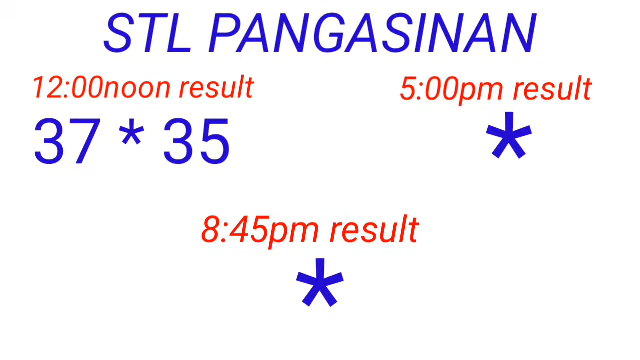 STL PANGASINAN
12:00noon result
5:00pm result
37 * 35
*
8:45pm result
*